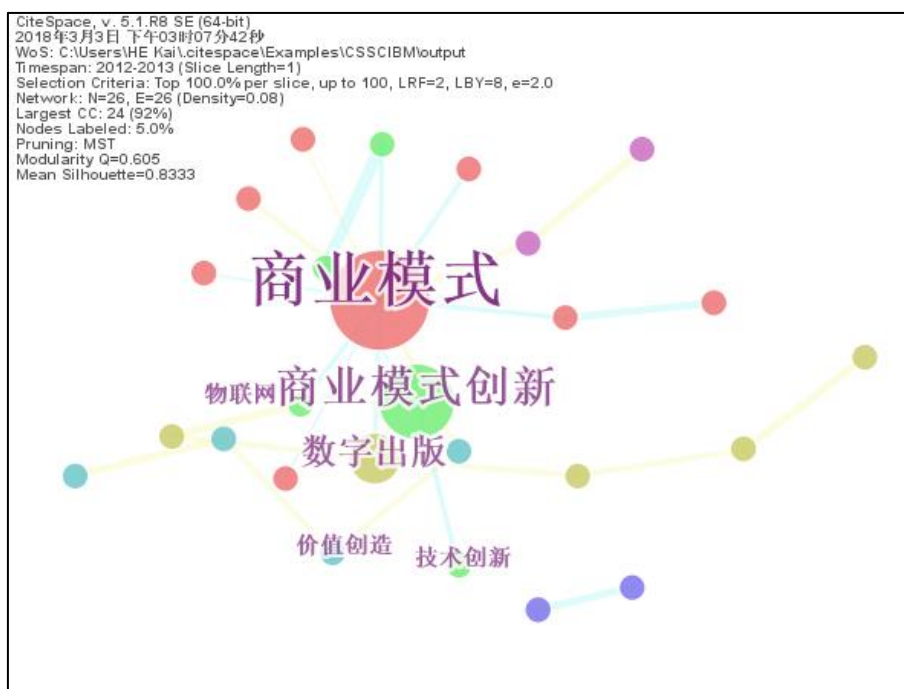 CiteSpace, v. 5.1.R8 SE (64-bit)
2018年3月3日 下午03时07分42秒
WoS: C:\Users\HE Kai\.citespace\Examples\CSSCIBM\output
Timespan: 2012-2013 (Slice Length=1)
Selection Criteria: Top 100.0% per slice, up to 100, LRF=2, LBY=8, e=2.0
Network: N=26, E=26 (Density=0.08)
Largest CC: 24 (92%)
Nodes Labeled: 5.0%
Pruning: MST
Modularity Q=0.605
Mean Silhouette=0.8333
商业模式
物联网
商业模式创新
数字出版
价值创造
技术创新